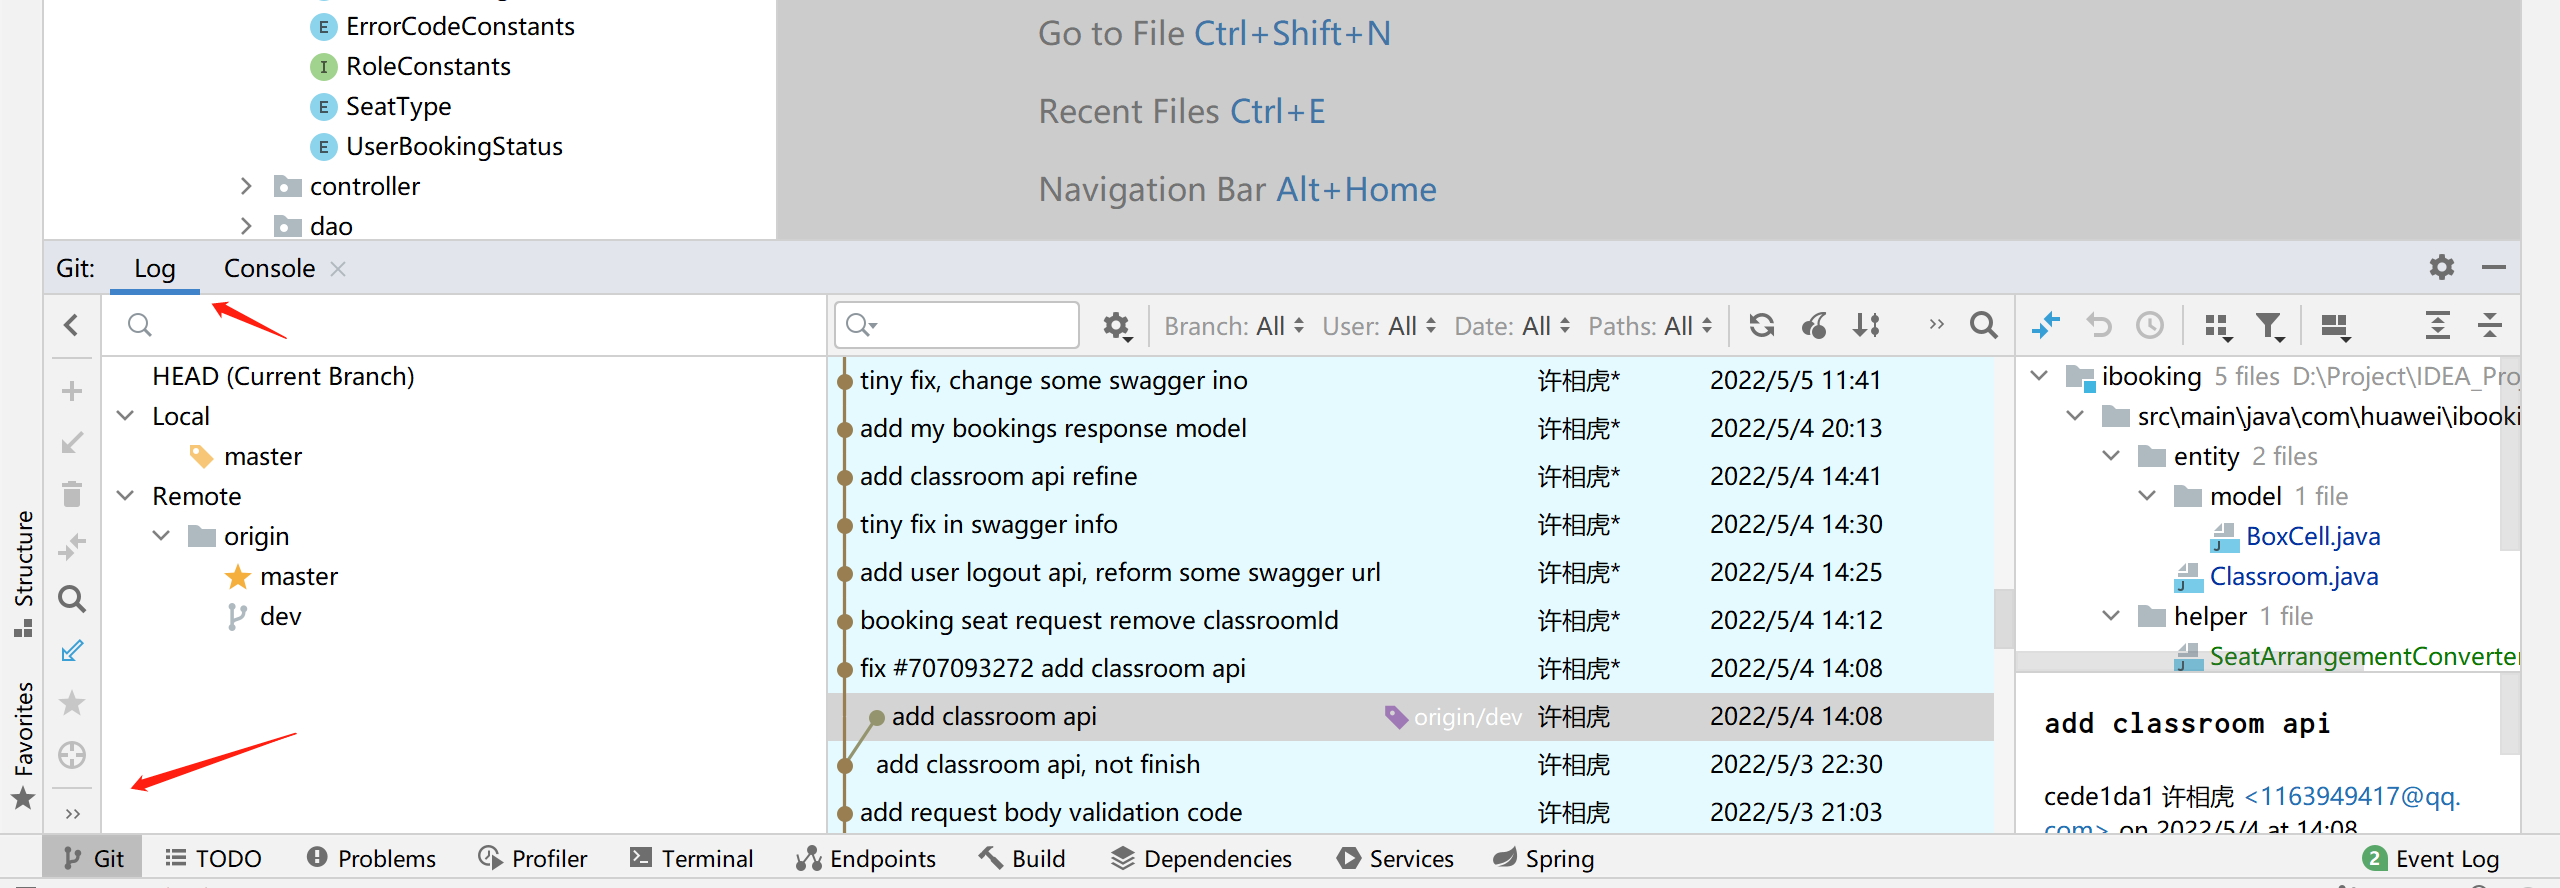 ErrorCodeConstants
RoleConstants
SeatType
UserBookingStatus
controller
dao
Go to File Ctrl+Shift+N
Recent Files Ctrl+E
Navigation Bar Alt+Home
Git: Log Console
Branch: All User: All Date: All Paths: All
HEAD (Current Branch)
Local
master
Remote
origin
master
dev
tiny fix, change some swagger ino 许相虎* 2022/5/5 11:41
add my bookings response model 许相虎* 2022/5/4 20:13
add classroom api refine 许相虎* 2022/5/4 14:41
tiny fix in swagger info 许相虎* 2022/5/4 14:30
add user logout api, reform some swagger url 许相虎* 2022/5/4 14:25
booking seat request remove classroomId 许相虎* 2022/5/4 14:12
fix #707093272 add classroom api 许相虎* 2022/5/4 14:08
add classroom api origin/dev 许相虎 2022/5/4 14:08
add classroom api, not finish 许相虎 2022/5/3 22:30
add request body validation code 许相虎 2022/5/3 21:03
ibooking 5 files D:\Project\IDEA_Pro
src\main\java\com\huawei\ibooki
entity 2 files
model 1 file
BoxCell.java
Classroom.java
helper 1 file
SeatArrangementConverter
add classroom api
cede1da1 许相虎 <1163949417@qq.
com> on 2022/5/4 at 14:08
Structure
Favorites
Git TODO Problems Profiler Terminal Endpoints Build Dependencies Services Spring 2 Event Log